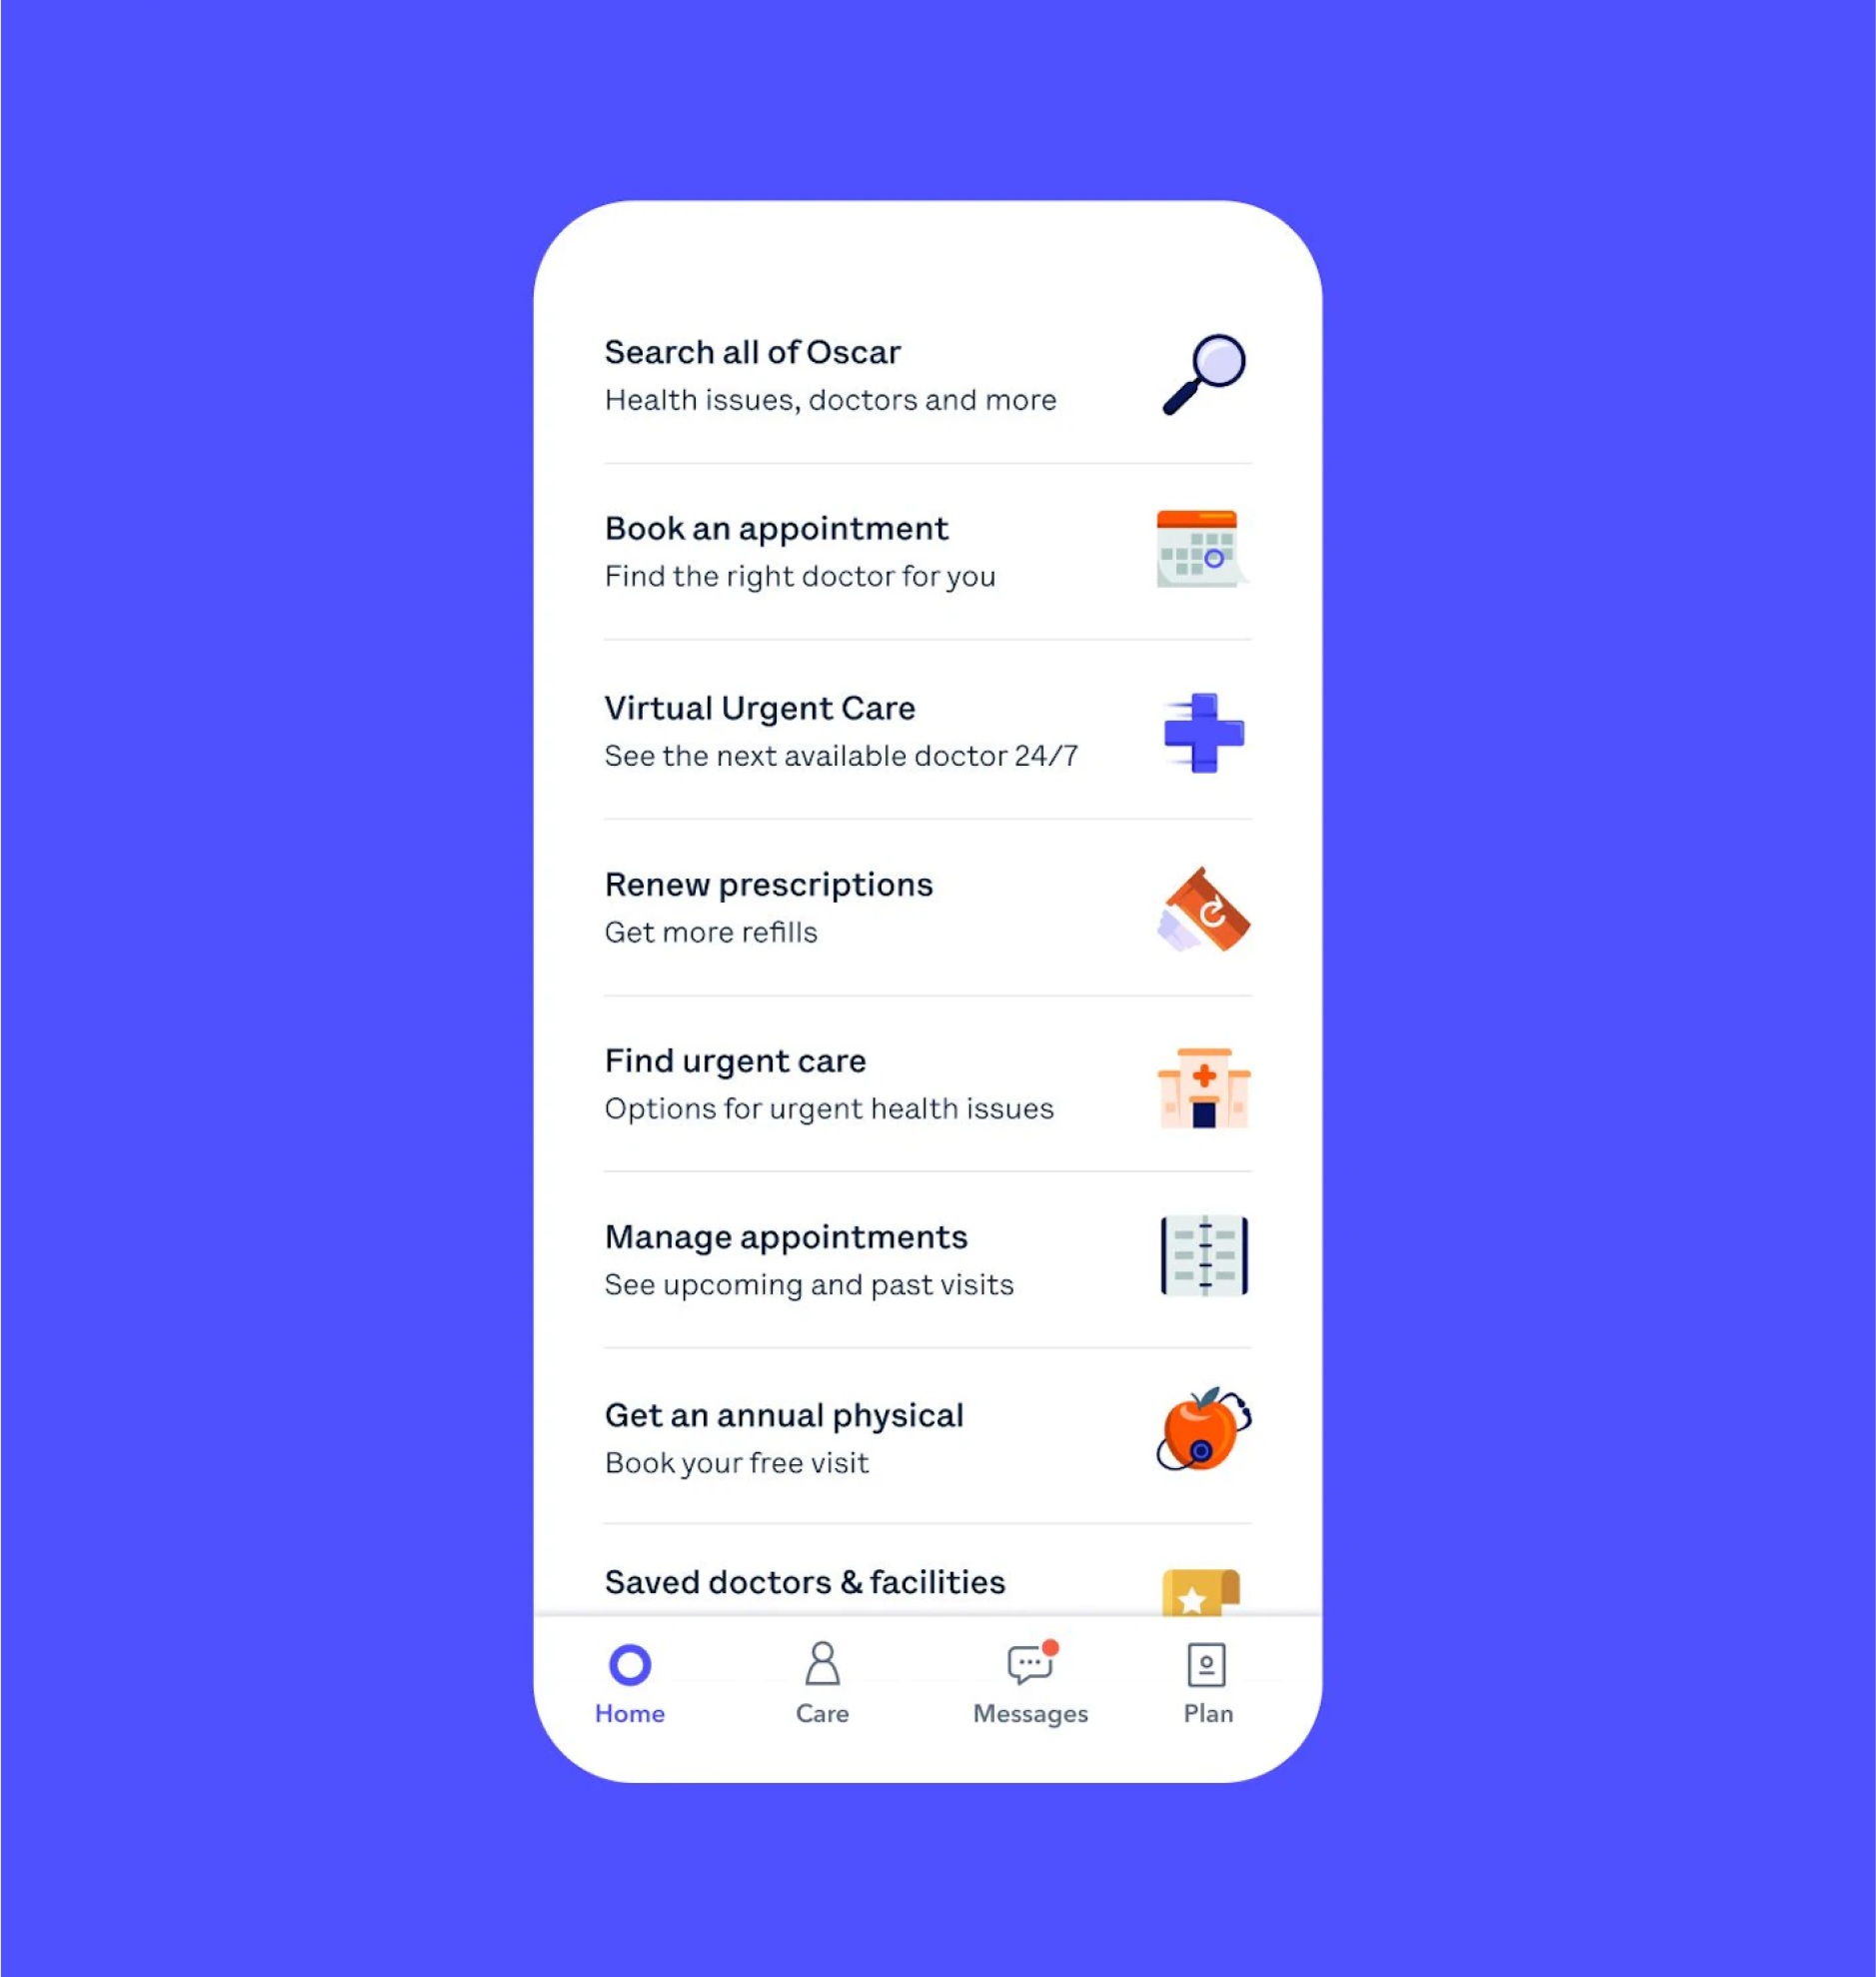 Search all of Oscar
Health issues, doctors and more
Book an appointment
Find the right doctor for you
Virtual Urgent Care
See the next available doctor 24/7
Renew prescriptions
Get more refills
Find urgent care
Options for urgent health issues
Manage appointments
See upcoming and past visits
Get an annual physical
Book your free visit
Saved doctors & facilities
Home
Care
Messages
Plan